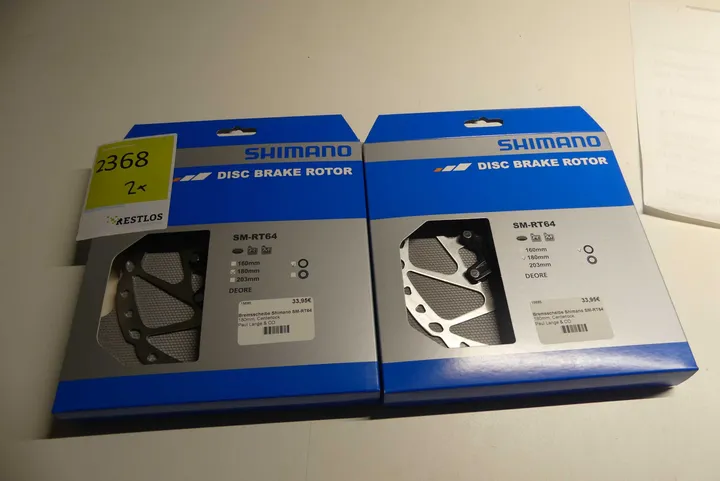 2368
2x
RESTLOS
SHIMANO
DISC BRAKE ROTOR
SM-RT64
160mm
180mm
203mm
DEORE
33,95€
Bremsscheibe Shimano SM-RT64
180mm, Centerlock,
Paul Lange & CO
SHIMANO
DISC BRAKE ROTOR
SM-RT64
160mm
180mm
203mm
DEORE
33,95€
Bremsscheibe Shimano SM-RT64
Paul Lange & CO